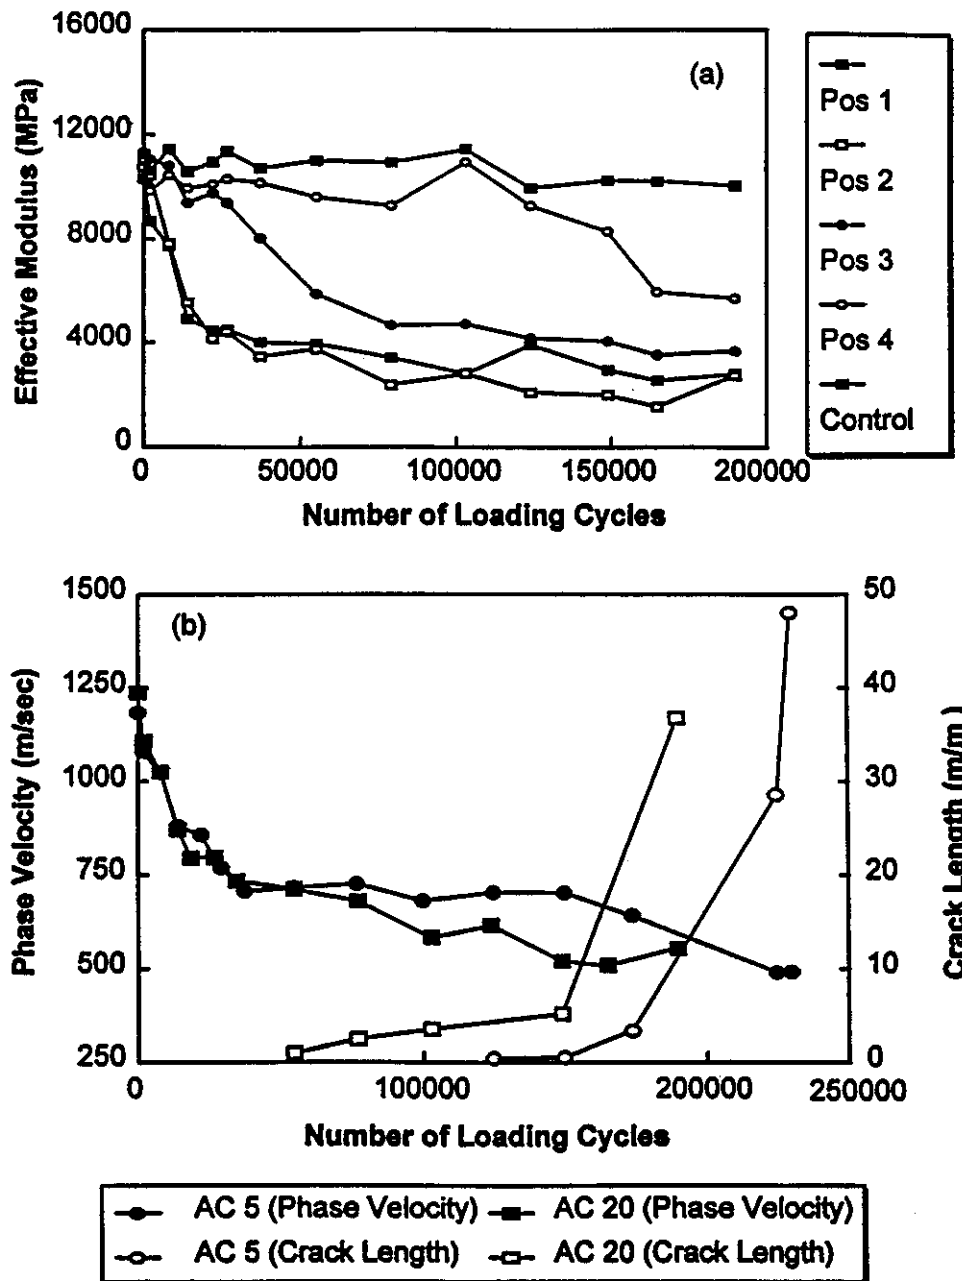 16000
12000
8000
4000
0
Effective Modulus (MPa)
(a)
0 50000 100000 150000 200000
Number of Loading Cycles
Pos 1
Pos 2
Pos 3
Pos 4
Control
1500
1250
1000
750
500
250
Phase Velocity (m/sec)
(b)
50
40
30
20
10
0
Crack Length (m/m )
0 100000 200000 250000
Number of Loading Cycles
AC 5 (Phase Velocity) AC 20 (Phase Velocity)
AC 5 (Crack Length) AC 20 (Crack Length)